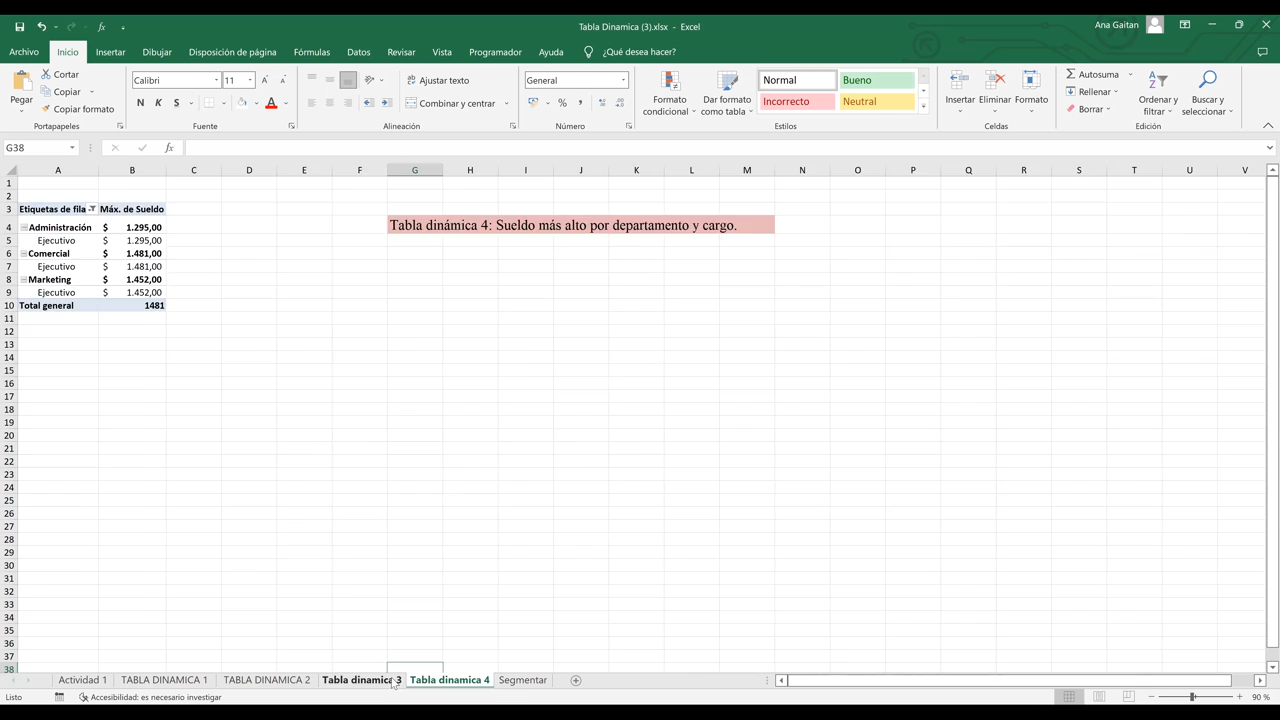 Tabla Dinamica (3).xlsx - Excel
Ana Gaitan
Archivo Inicio Insertar Dibujar Disposición de página Fórmulas Datos Revisar Vista Programador Ayuda ¿Qué desea hacer?
Pegar
Cortar
Copiar
Copiar formato
Portapapeles
Calibri 11
N K S
Fuente
Ajustar texto
Combinar y centrar
Alineación
General
% 000
Número
Formato condicional
Dar formato como tabla
Normal Bueno
Incorrecto Neutral
Estilos
Insertar Eliminar Formato
Celdas
Autosuma
Rellenar
Borrar
Ordenar y filtrar
Buscar y seleccionar
Edición
G38 fx
A B C D E F G H I J K L M N O P Q R S T U V
1
2
3 Etiquetas de fila Máx. de Sueldo
4 Administración $ 1.295,00 Tabla dinámica 4: Sueldo más alto por departamento y cargo.
5 Ejecutivo $ 1.295,00
6 Comercial $ 1.481,00
7 Ejecutivo $ 1.481,00
8 Marketing $ 1.452,00
9 Ejecutivo $ 1.452,00
10 Total general 1481
11
12
13
14
15
16
17
18
19
20
21
22
23
24
25
26
27
28
29
30
31
32
33
34
35
36
37
38
Actividad 1 TABLA DINAMICA 1 TABLA DINAMICA 2 Tabla dinamica 3 Tabla dinamica 4 Segmentar
Listo Accesibilidad: es necesario investigar 90 %